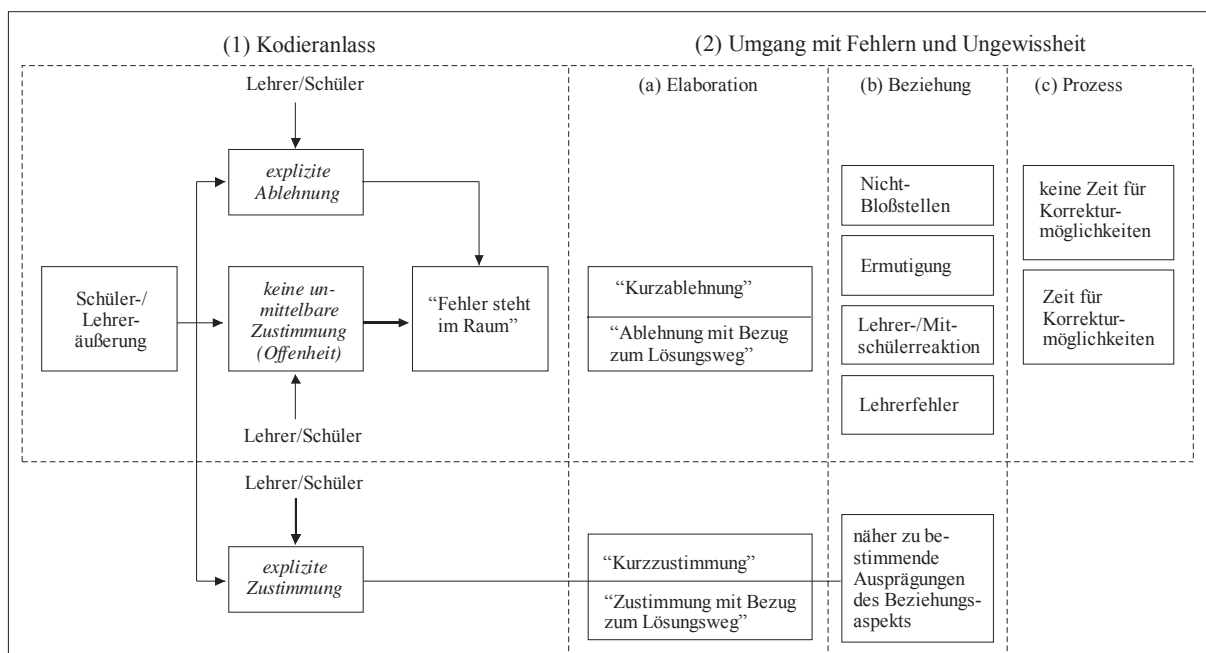 (1) Kodieranlass
(2) Umgang mit Fehlern und Ungewissheit
Lehrer/Schüler
(a) Elaboration
(b) Beziehung
(c) Prozess
explizite
Ablehnung
Nicht-
Bloßstellen
keine Zeit für
Korrektur-
möglichkeiten
Schüler-/
Lehrer-
äußerung
keine un-
mittelbare
Zustimmung
(Offenheit)
“Fehler steht
im Raum”
“Kurzablehnung”
“Ablehnung mit Bezug
zum Lösungsweg”
Ermutigung
Lehrer-/Mit-
schülerreaktion
Lehrerfehler
Zeit für
Korrektur-
möglichkeiten
Lehrer/Schüler
Lehrer/Schüler
explizite
Zustimmung
“Kurzzustimmung”
“Zustimmung mit Bezug
zum Lösungsweg”
näher zu be-
stimmende
Ausprägungen
des Beziehungs-
aspekts